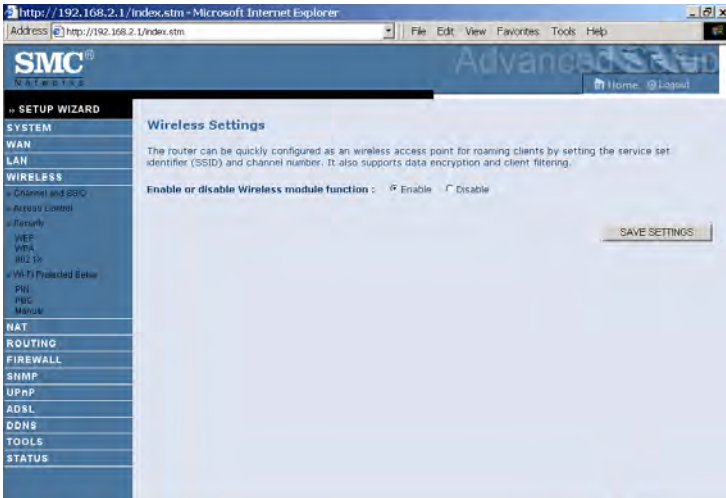 http://192.168.2.1/index.stm - Microsoft Internet Explorer
Address http://192.168.2.1/index.stm
File Edit View Favorites Tools Help
SMC®
Networks
Advanced Setup
Home Logout
» SETUP WIZARD
SYSTEM
WAN
LAN
WIRELESS
» Channel and SSID
» Access Control
» Security
WEP
WPA
802.1X
» Wi-Fi Protected Setup
PIN
PBC
Manual
NAT
ROUTING
FIREWALL
SNMP
UPnP
ADSL
DDNS
TOOLS
STATUS
Wireless Settings
The router can be quickly configured as an wireless access point for roaming clients by setting the service set
identifier (SSID) and channel number. It also supports data encryption and client filtering.
Enable or disable Wireless module function : Enable Disable
SAVE SETTINGS